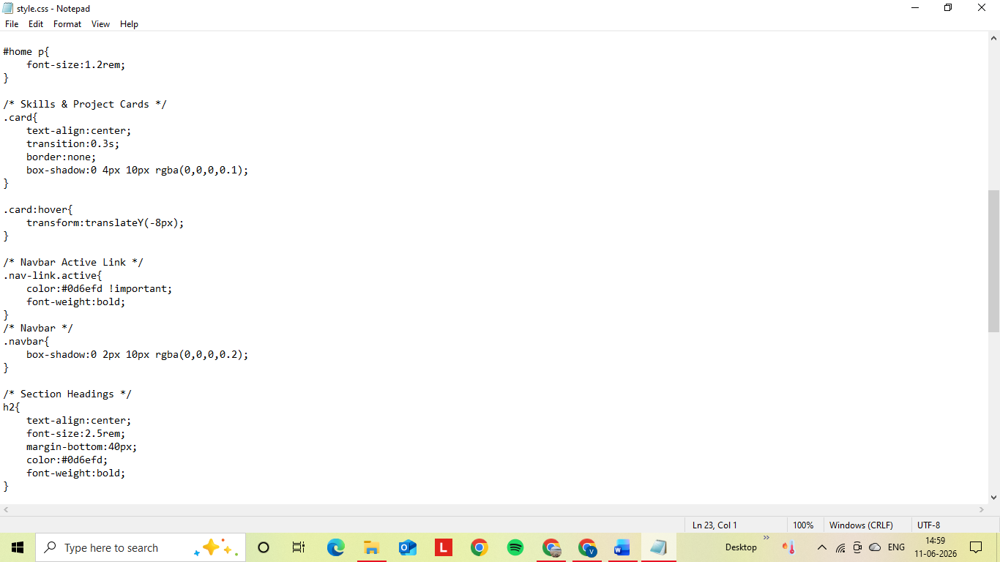 style.css - Notepad
File Edit Format View Help
#home p{
    font-size:1.2rem;
}

/* Skills & Project Cards */
.card{
    text-align:center;
    transition:0.3s;
    border:none;
    box-shadow:0 4px 10px rgba(0,0,0,0.1);
}

.card:hover{
    transform:translateY(-8px);
}

/* Navbar Active Link */
.nav-link.active{
    color:#0d6efd !important;
    font-weight:bold;
}
/* Navbar */
.navbar{
    box-shadow:0 2px 10px rgba(0,0,0,0.2);
}

/* Section Headings */
h2{
    text-align:center;
    font-size:2.5rem;
    margin-bottom:40px;
    color:#0d6efd;
    font-weight:bold;
}
Ln 23, Col 1 100% Windows (CRLF) UTF-8
Type here to search L V W Desktop ENG 14:59
11-06-2026